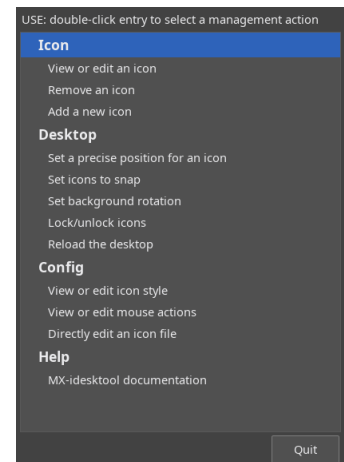 USE: double-click entry to select a management action
Icon
View or edit an icon
Remove an icon
Add a new icon
Desktop
Set a precise position for an icon
Set icons to snap
Set background rotation
Lock/unlock icons
Reload the desktop
Config
View or edit icon style
View or edit mouse actions
Directly edit an icon file
Help
MX-idesktool documentation
Quit